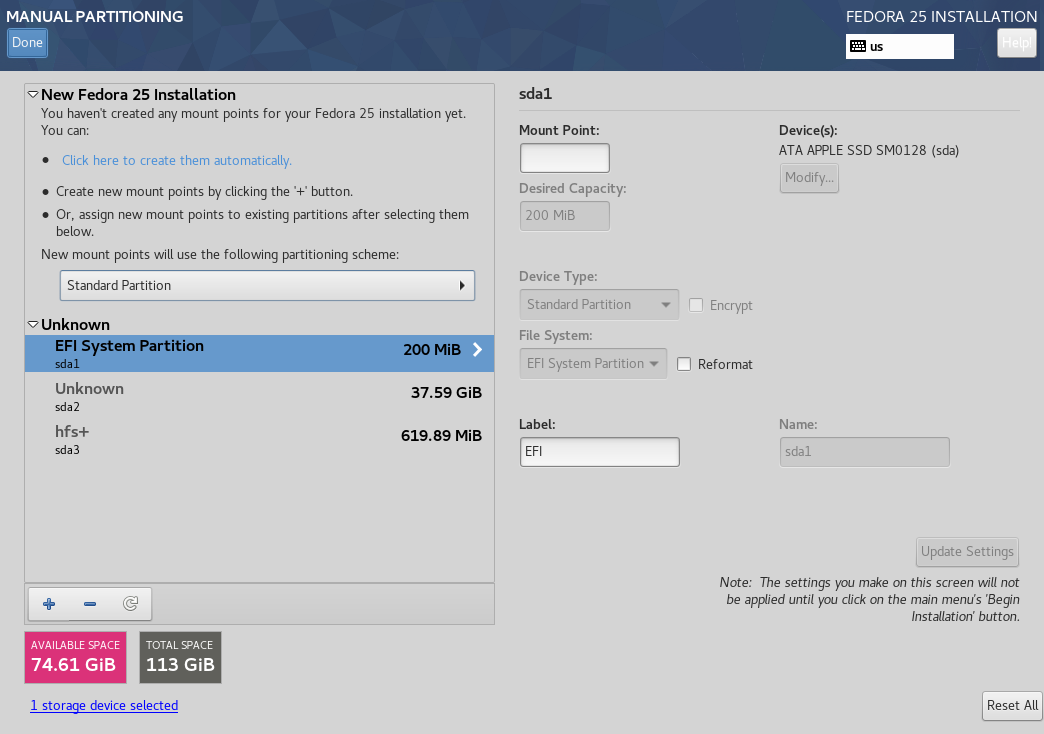 MANUAL PARTITIONING
FEDORA 25 INSTALLATION
Done
us
Help!
New Fedora 25 Installation
You haven't created any mount points for your Fedora 25 installation yet.
You can:
• Click here to create them automatically.
• Create new mount points by clicking the '+' button.
• Or, assign new mount points to existing partitions after selecting them
below.
New mount points will use the following partitioning scheme:
Standard Partition
Unknown
EFI System Partition
200 MiB
sda1
Unknown
37.59 GiB
sda2
hfs+
619.89 MiB
sda3
AVAILABLE SPACE
74.61 GiB
TOTAL SPACE
113 GiB
1 storage device selected
sda1
Mount Point:
Device(s):
ATA APPLE SSD SM0128 (sda)
Modify...
Desired Capacity:
200 MiB
Device Type:
Standard Partition
Encrypt
File System:
EFI System Partition
Reformat
Label:
Name:
EFI
sda1
Update Settings
Note: The settings you make on this screen will not
be applied until you click on the main menu's 'Begin
Installation' button.
Reset All